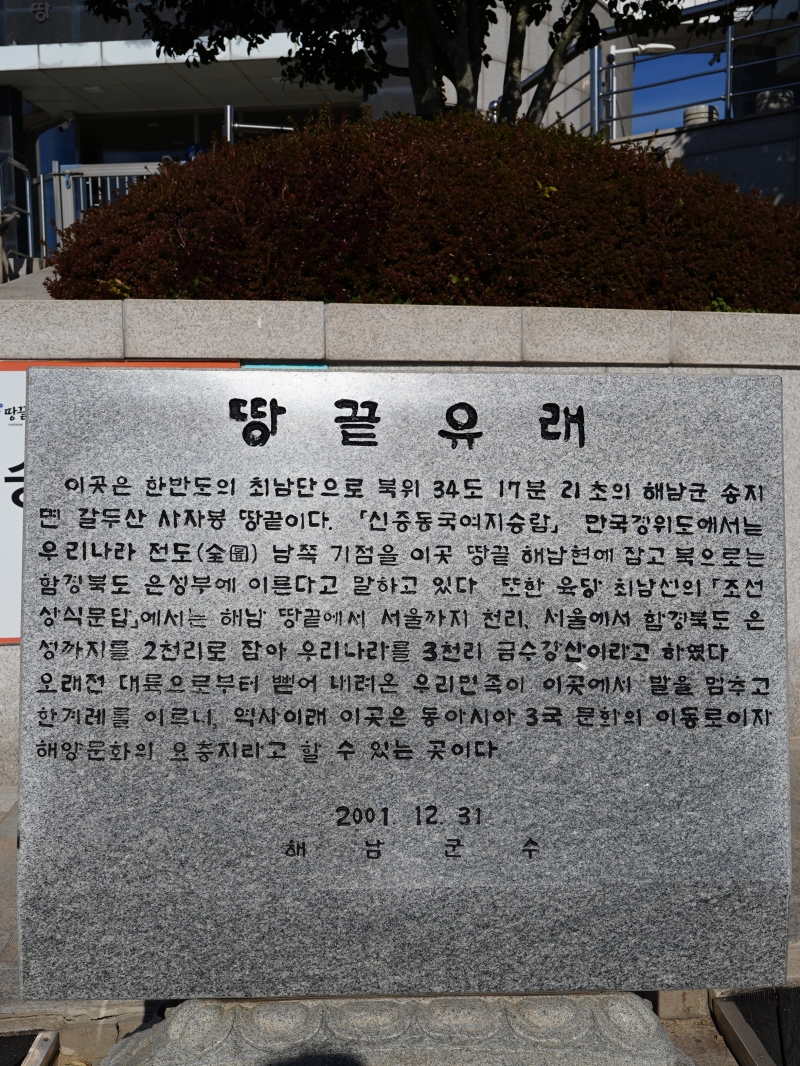 땅
땅끝
땅 끝 유 래
이곳은 한반도의 최남단으로 북위 34도 17분 21초의 해남군 송지
면 갈두산 사자봉 땅끝이다. 「신증동국여지승람」 만국경위도에서는
우리나라 전도(全圖) 남쪽 기점을 이곳 땅끝 해남현에 잡고 북으로는
함경북도 은성부에 이른다고 말하고 있다 또한 육당 최남선의 「조선
상식문답」에서는 해남 땅끝에서 서울까지 천리, 서울에서 함경북도 은
성까지를 2천리로 잡아 우리나라를 3천리 금수강산이라고 하였다
오래전 대륙으로부터 뻗어 내려온 우리민족이 이곳에서 발을 멈추고
한겨레를 이르니, 역사이래 이곳은 동아시아 3국 문화의 이동로이자
해양문화의 요충지라고 할 수 있는 곳이다.
2001. 12. 31
해 남 군 수